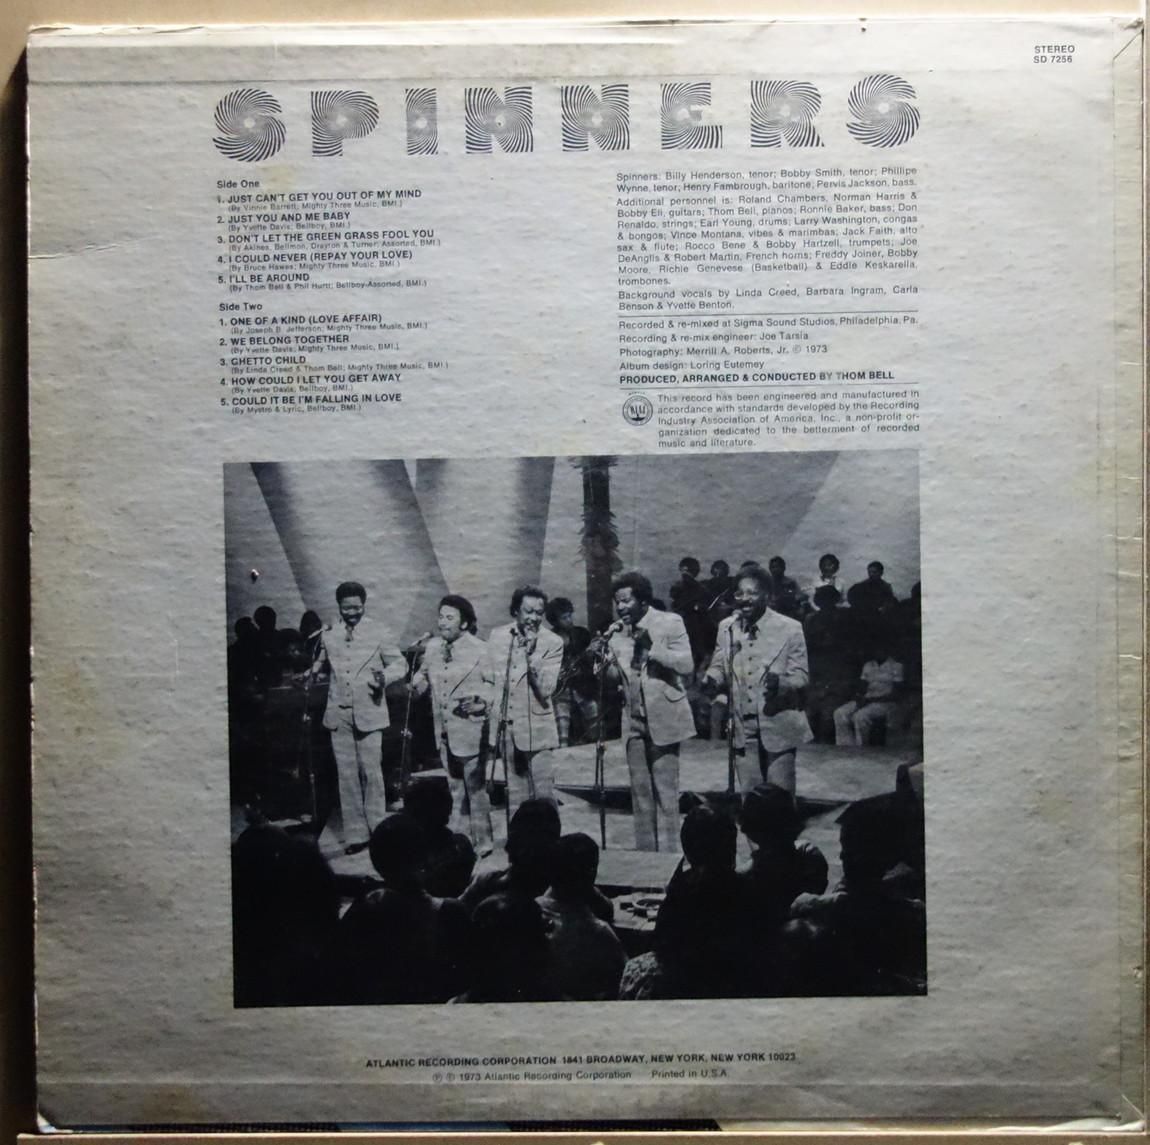 STEREO
SD 7256
SPINNERS
Side One
1. JUST CAN'T GET YOU OUT OF MY MIND
(By Vinnie Barrett; Mighty Three Music, BMI.)
2. JUST YOU AND ME BABY
(By Yvette Davis; Bellboy, BMI.)
3. DON'T LET THE GREEN GRASS FOOL YOU
(By Akines, Bellmon, Drayton & Turner; Assorted, BMI.)
4. I COULD NEVER (REPAY YOUR LOVE)
(By Bruce Hawes; Mighty Three Music, BMI.)
5. I'LL BE AROUND
(By Thom Bell & Phil Hurtt; Bellboy-Assorted, BMI.)
Side Two
1. ONE OF A KIND (LOVE AFFAIR)
(By Joseph B. Jefferson; Mighty Three Music, BMI.)
2. WE BELONG TOGETHER
(By Yvette Davis; Mighty Three Music, BMI.)
3. GHETTO CHILD
(By Linda Creed & Thom Bell; Mighty Three Music, BMI.)
4. HOW COULD I LET YOU GET AWAY
(By Yvette Davis, Bellboy, BMI.)
5. COULD IT BE I'M FALLING IN LOVE
(By Mystro & Lyric, Bellboy, BMI.)
Spinners: Billy Henderson, tenor; Bobby Smith, tenor; Phillipe
Wynne, tenor; Henry Fambrough, baritone; Pervis Jackson, bass.
Additional personnel is: Roland Chambers, Norman Harris &
Bobby Eli, guitars; Thom Bell, pianos; Ronnie Baker, bass; Don
Renaldo, strings; Earl Young, drums; Larry Washington, congas
& bongos; Vince Montana, vibes & marimbas; Jack Faith, alto
sax & flute; Rocco Bene & Bobby Hartzell, trumpets; Joe
DeAnglis & Robert Martin, French horns; Freddy Joiner, Bobby
Moore, Richie Genevese (Basketball) & Eddie Keskarella,
trombones.
Background vocals by Linda Creed, Barbara Ingram, Carla
Benson & Yvette Benton.
Recorded & re-mixed at Sigma Sound Studios, Philadelphia, Pa.
Recording & re-mix engineer: Joe Tarsia
Photography: Merrill A. Roberts, Jr. © 1973
Album design: Loring Eutemey
PRODUCED, ARRANGED & CONDUCTED BY THOM BELL
This record has been engineered and manufactured in
accordance with standards developed by the Recording
Industry Association of America, Inc., a non-profit or-
ganization dedicated to the betterment of recorded
music and literature.
ATLANTIC RECORDING CORPORATION 1841 BROADWAY, NEW YORK, NEW YORK 10023
℗ © 1973 Atlantic Recording Corporation Printed in U.S.A.